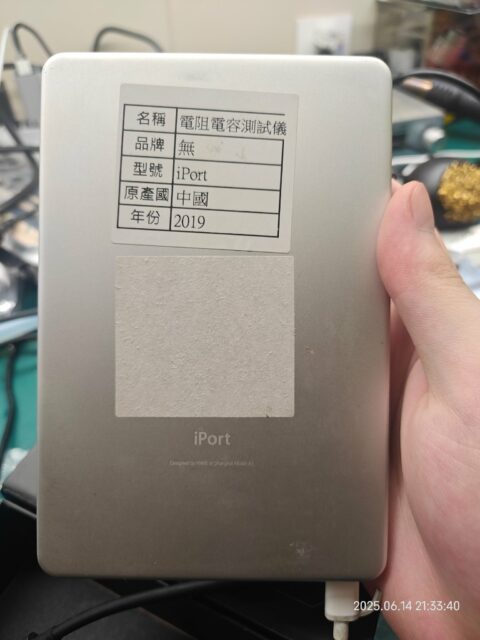 名稱 電阻電容測試儀
品牌 無
型號 iPort
原產國 中國
年份 2019
iPort
2025.06.14 21:33:40